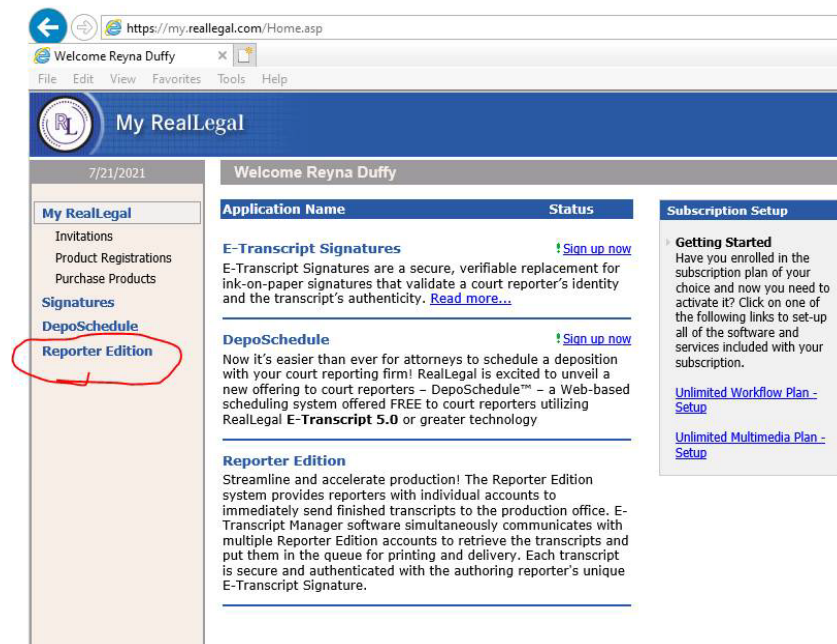 https://my.reallegal.com/Home.asp
Welcome Reyna Duffy
File Edit View Favorites Tools Help
RL
My RealLegal
7/21/2021
My RealLegal
Invitations
Product Registrations
Purchase Products
Signatures
DepoSchedule
Reporter Edition
Welcome Reyna Duffy
Application Name Status
E-Transcript Signatures ! Sign up now
E-Transcript Signatures are a secure, verifiable replacement for
ink-on-paper signatures that validate a court reporter's identity
and the transcript's authenticity. Read more...
DepoSchedule ! Sign up now
Now it's easier than ever for attorneys to schedule a deposition
with your court reporting firm! RealLegal is excited to unveil a
new offering to court reporters – DepoSchedule™ – a Web-based
scheduling system offered FREE to court reporters utilizing
RealLegal E-Transcript 5.0 or greater technology
Reporter Edition
Streamline and accelerate production! The Reporter Edition
system provides reporters with individual accounts to
immediately send finished transcripts to the production office. E-
Transcript Manager software simultaneously communicates with
multiple Reporter Edition accounts to retrieve the transcripts and
put them in the queue for printing and delivery. Each transcript
is secure and authenticated with the authoring reporter's unique
E-Transcript Signature.
Subscription Setup
Getting Started
Have you enrolled in the
subscription plan of your
choice and now you need to
activate it? Click on one of
the following links to set-up
all of the software and
services included with your
subscription.
Unlimited Workflow Plan -
Setup
Unlimited Multimedia Plan -
Setup